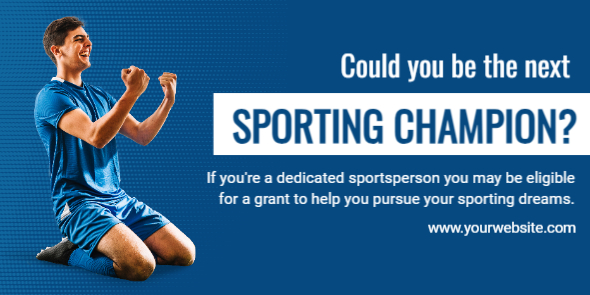 Could you be the next
SPORTING CHAMPION?
If you're a dedicated sportsperson you may be eligible
for a grant to help you pursue your sporting dreams.
www.yourwebsite.com